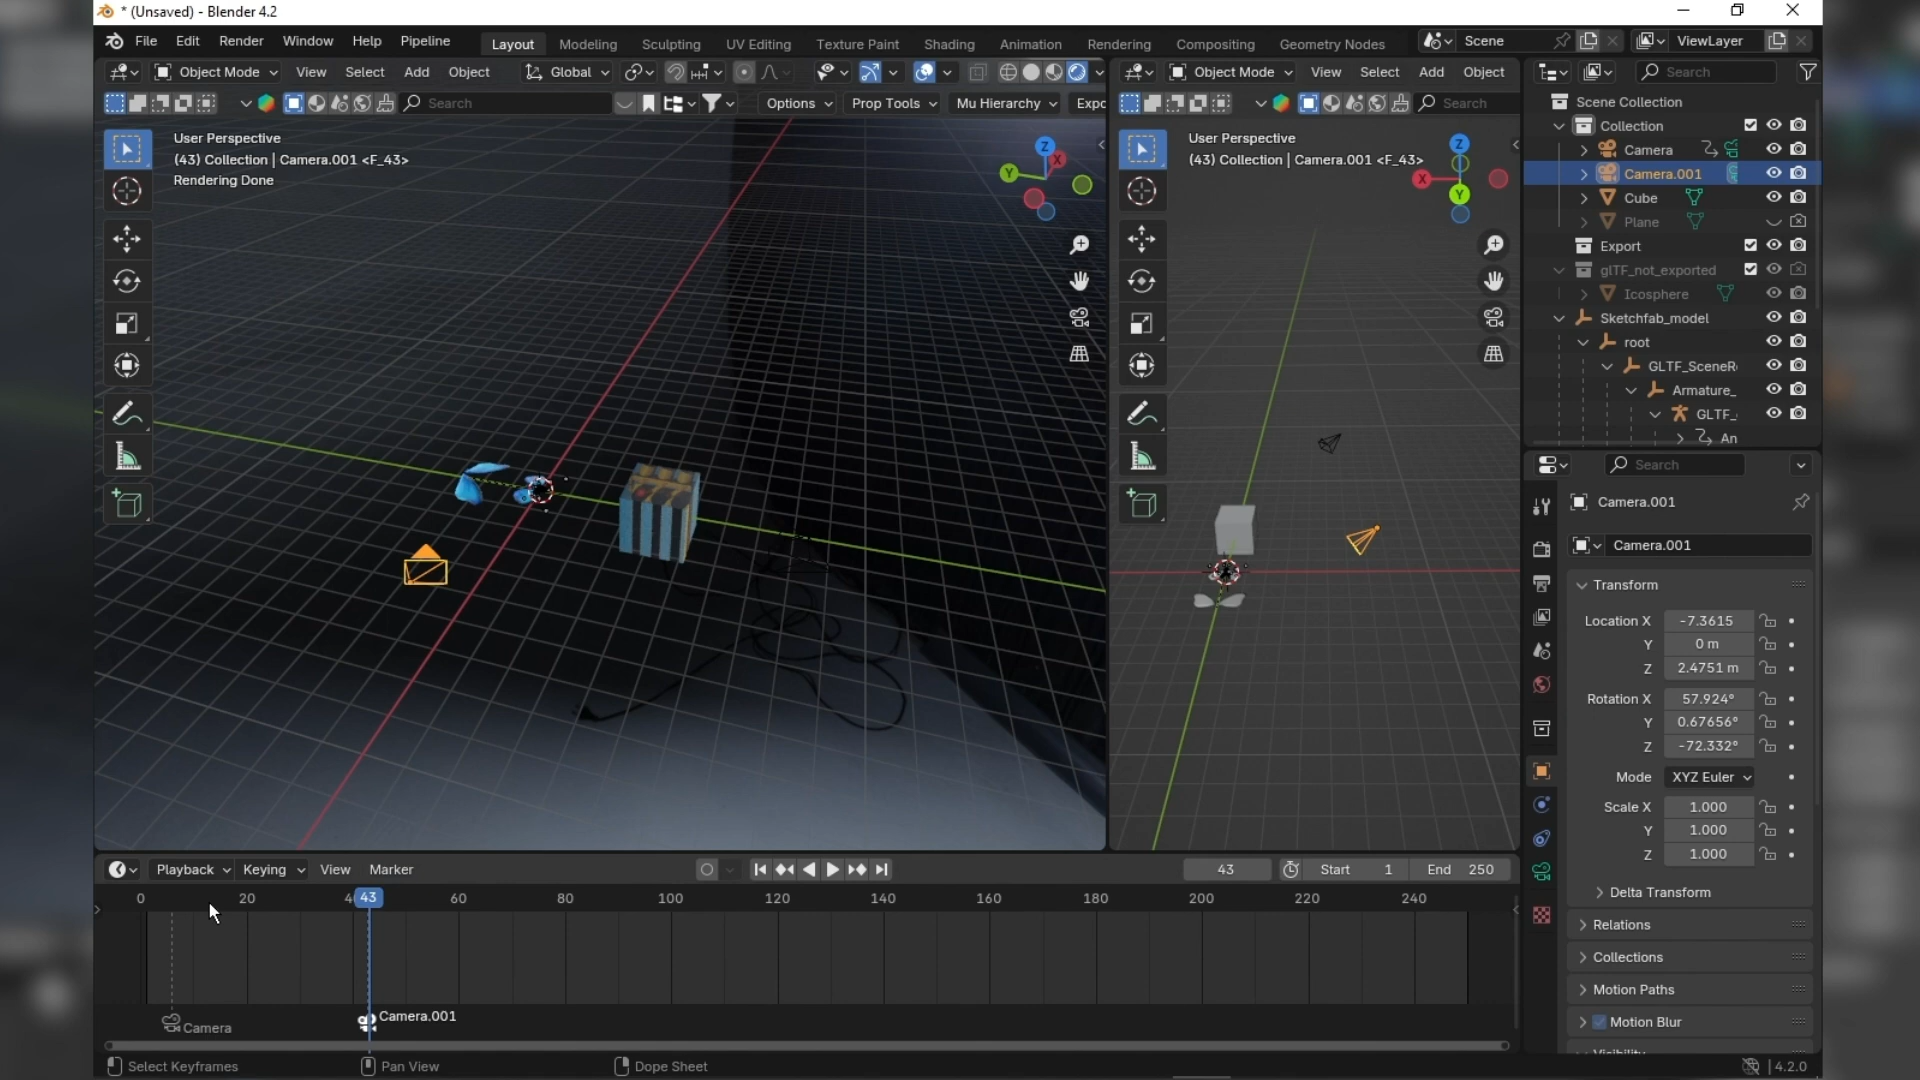 * (Unsaved) - Blender 4.2
File Edit Render Window Help Pipeline Layout Modeling Sculpting UV Editing Texture Paint Shading Animation Rendering Compositing Geometry Nodes Scene ViewLayer
Object Mode View Select Add Object Global
Object Mode View Select Add Object
Search
Search Options Prop Tools Mu Hierarchy Expo
Search
User Perspective
(43) Collection | Camera.001 <F_43>
Rendering Done
Z
X
Y
User Perspective
(43) Collection | Camera.001 <F_43>
Z
X
Y
Scene Collection
Collection
Camera
Camera.001
Cube
Plane
Export
glTF_not_exported
Icosphere
Sketchfab_model
root
GLTF_SceneR
Armature_
GLTF_
An
Search
Camera.001
Camera.001
Transform
Location X -7.3615
Y 0 m
Z 2.4751 m
Rotation X 57.924°
Y 0.67656°
Z -72.332°
Mode XYZ Euler
Scale X 1.000
Y 1.000
Z 1.000
Delta Transform
Relations
Collections
Motion Paths
Motion Blur
Visibility
Playback Keying View Marker 43 Start 1 End 250
0 20 4 43 60 80 100 120 140 160 180 200 220 240
Camera.001
Camera
Select Keyframes Pan View Dope Sheet 4.2.0